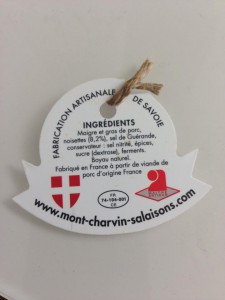 FABRICATION ARTISANALE DE SAVOIE
INGRÉDIENTS
Maigre et gras de porc,
noisettes (8,2%), sel de Guérande,
conservateur : sel nitrité, épices,
sucre (dextrose), ferments.
Boyau naturel.
Fabriqué en France à partir de viande de
porc d'origine France
FR
74-104-001
CE
www.mont-charvin-salaisons.com